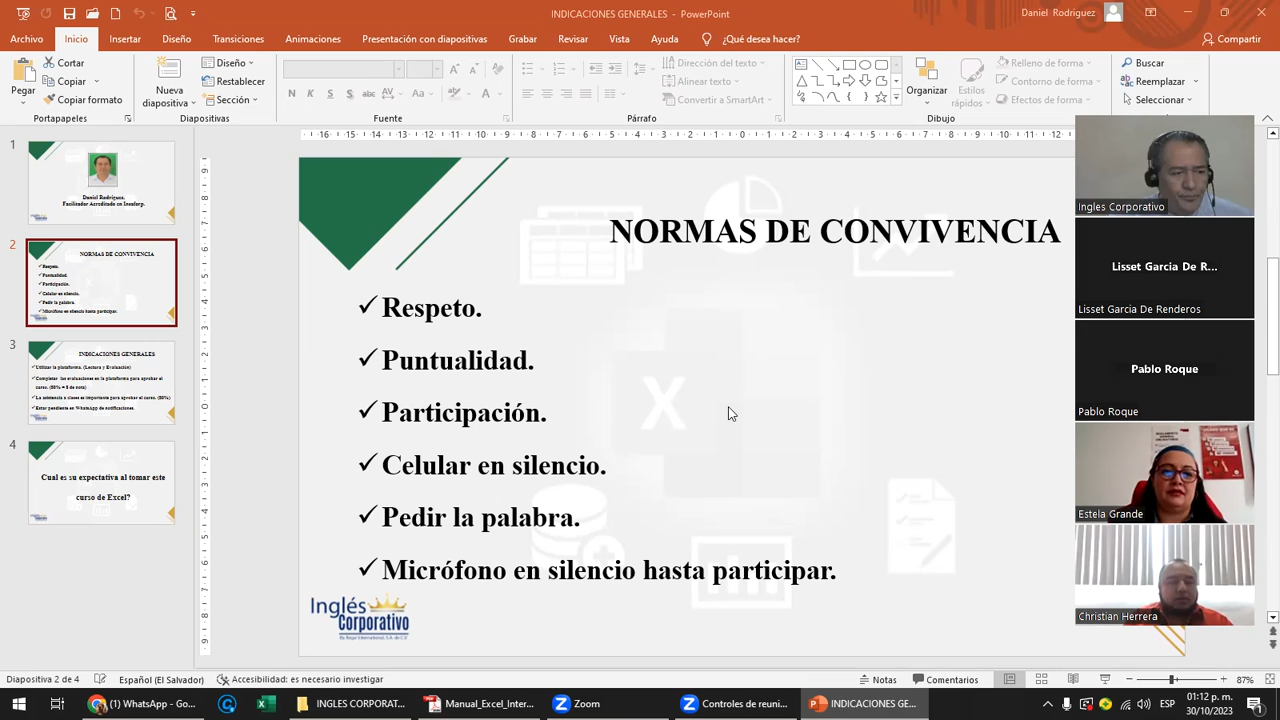 INDICACIONES GENERALES - PowerPoint
Daniel Rodríguez
Archivo Inicio Insertar Diseño Transiciones Animaciones Presentación con diapositivas Grabar Revisar Vista Ayuda ¿Qué desea hacer? Compartir
Pegar
Cortar
Copiar
Copiar formato
Portapapeles
Nueva
diapositiva
Diseño
Restablecer
Sección
Diapositivas
Fuente
Dirección del texto
Alinear texto
Convertir a SmartArt
Párrafo
Organizar
Estilos
rápidos
Relleno de forma
Contorno de forma
Efectos de forma
Dibujo
Buscar
Reemplazar
Seleccionar
1
Daniel Rodríguez.
Facilitador Acreditado en Insaforp.
2
NORMAS DE CONVIVENCIA
Respeto.
Puntualidad.
Participación.
Celular en silencio.
Pedir la palabra.
Micrófono en silencio hasta participar.
3
INDICACIONES GENERALES
Utilizar la plataforma. (Lectura y Evaluación)
Completar las evaluaciones en la plataforma para aprobar el
curso. (80% = 8 de nota)
La asistencia a clases es importante para aprobar el curso. (80%)
Estar pendiente en WhatsApp de notificaciones.
4
Cual es su expectativa al tomar este
curso de Excel?
NORMAS DE CONVIVENCIA
✓Respeto.
✓Puntualidad.
✓Participación.
✓Celular en silencio.
✓Pedir la palabra.
✓Micrófono en silencio hasta participar.
Inglés
Corporativo
Ingles Corporativo
Lisset Garcia De R...
Lisset Garcia De Renderos
Pablo Roque
Pablo Roque
Estela Grande
Christian Herrera
Diapositiva 2 de 4 Español (El Salvador) Accesibilidad: es necesario investigar Notas Comentarios 87%
(1) WhatsApp - Go... INGLES CORPORAT... Manual_Excel_Inter... Zoom Controles de reuni... INDICACIONES GE... ESP
01:12 p. m.
30/10/2023